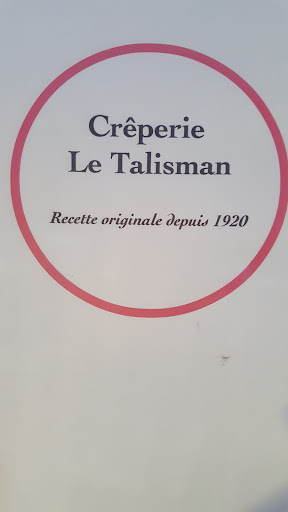 Crêperie
Le Talisman
Recette originale depuis 1920